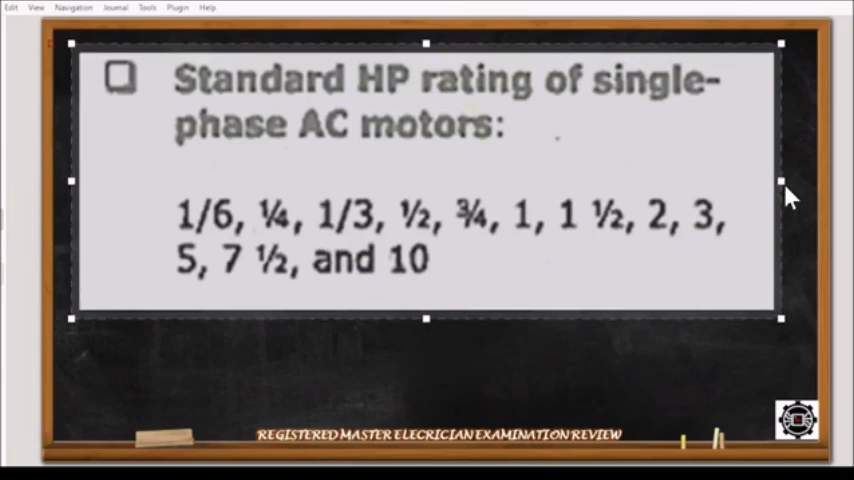 Edit View Navigation Journal Tools Plugin Help
Standard HP rating of single-
phase AC motors:
1/6, ¼, 1/3, ½, ¾, 1, 1 ½, 2, 3,
5, 7 ½, and 10
REGISTERED MASTER ELECRICIAN EXAMINATION REVIEW